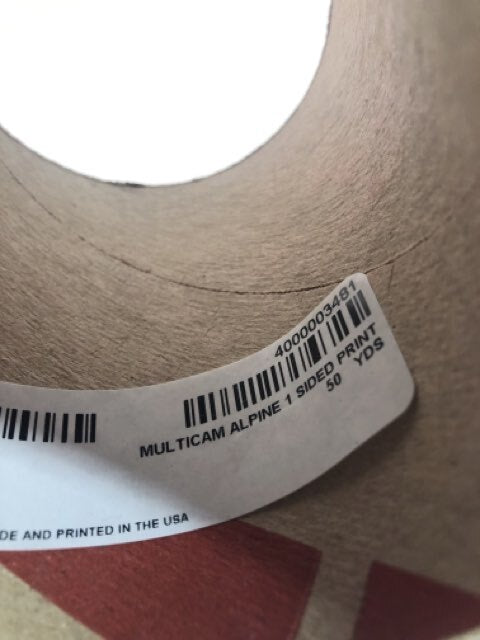 4000003481
MULTICAM ALPINE 1 SIDED PRINT
50 YDS
DE AND PRINTED IN THE USA